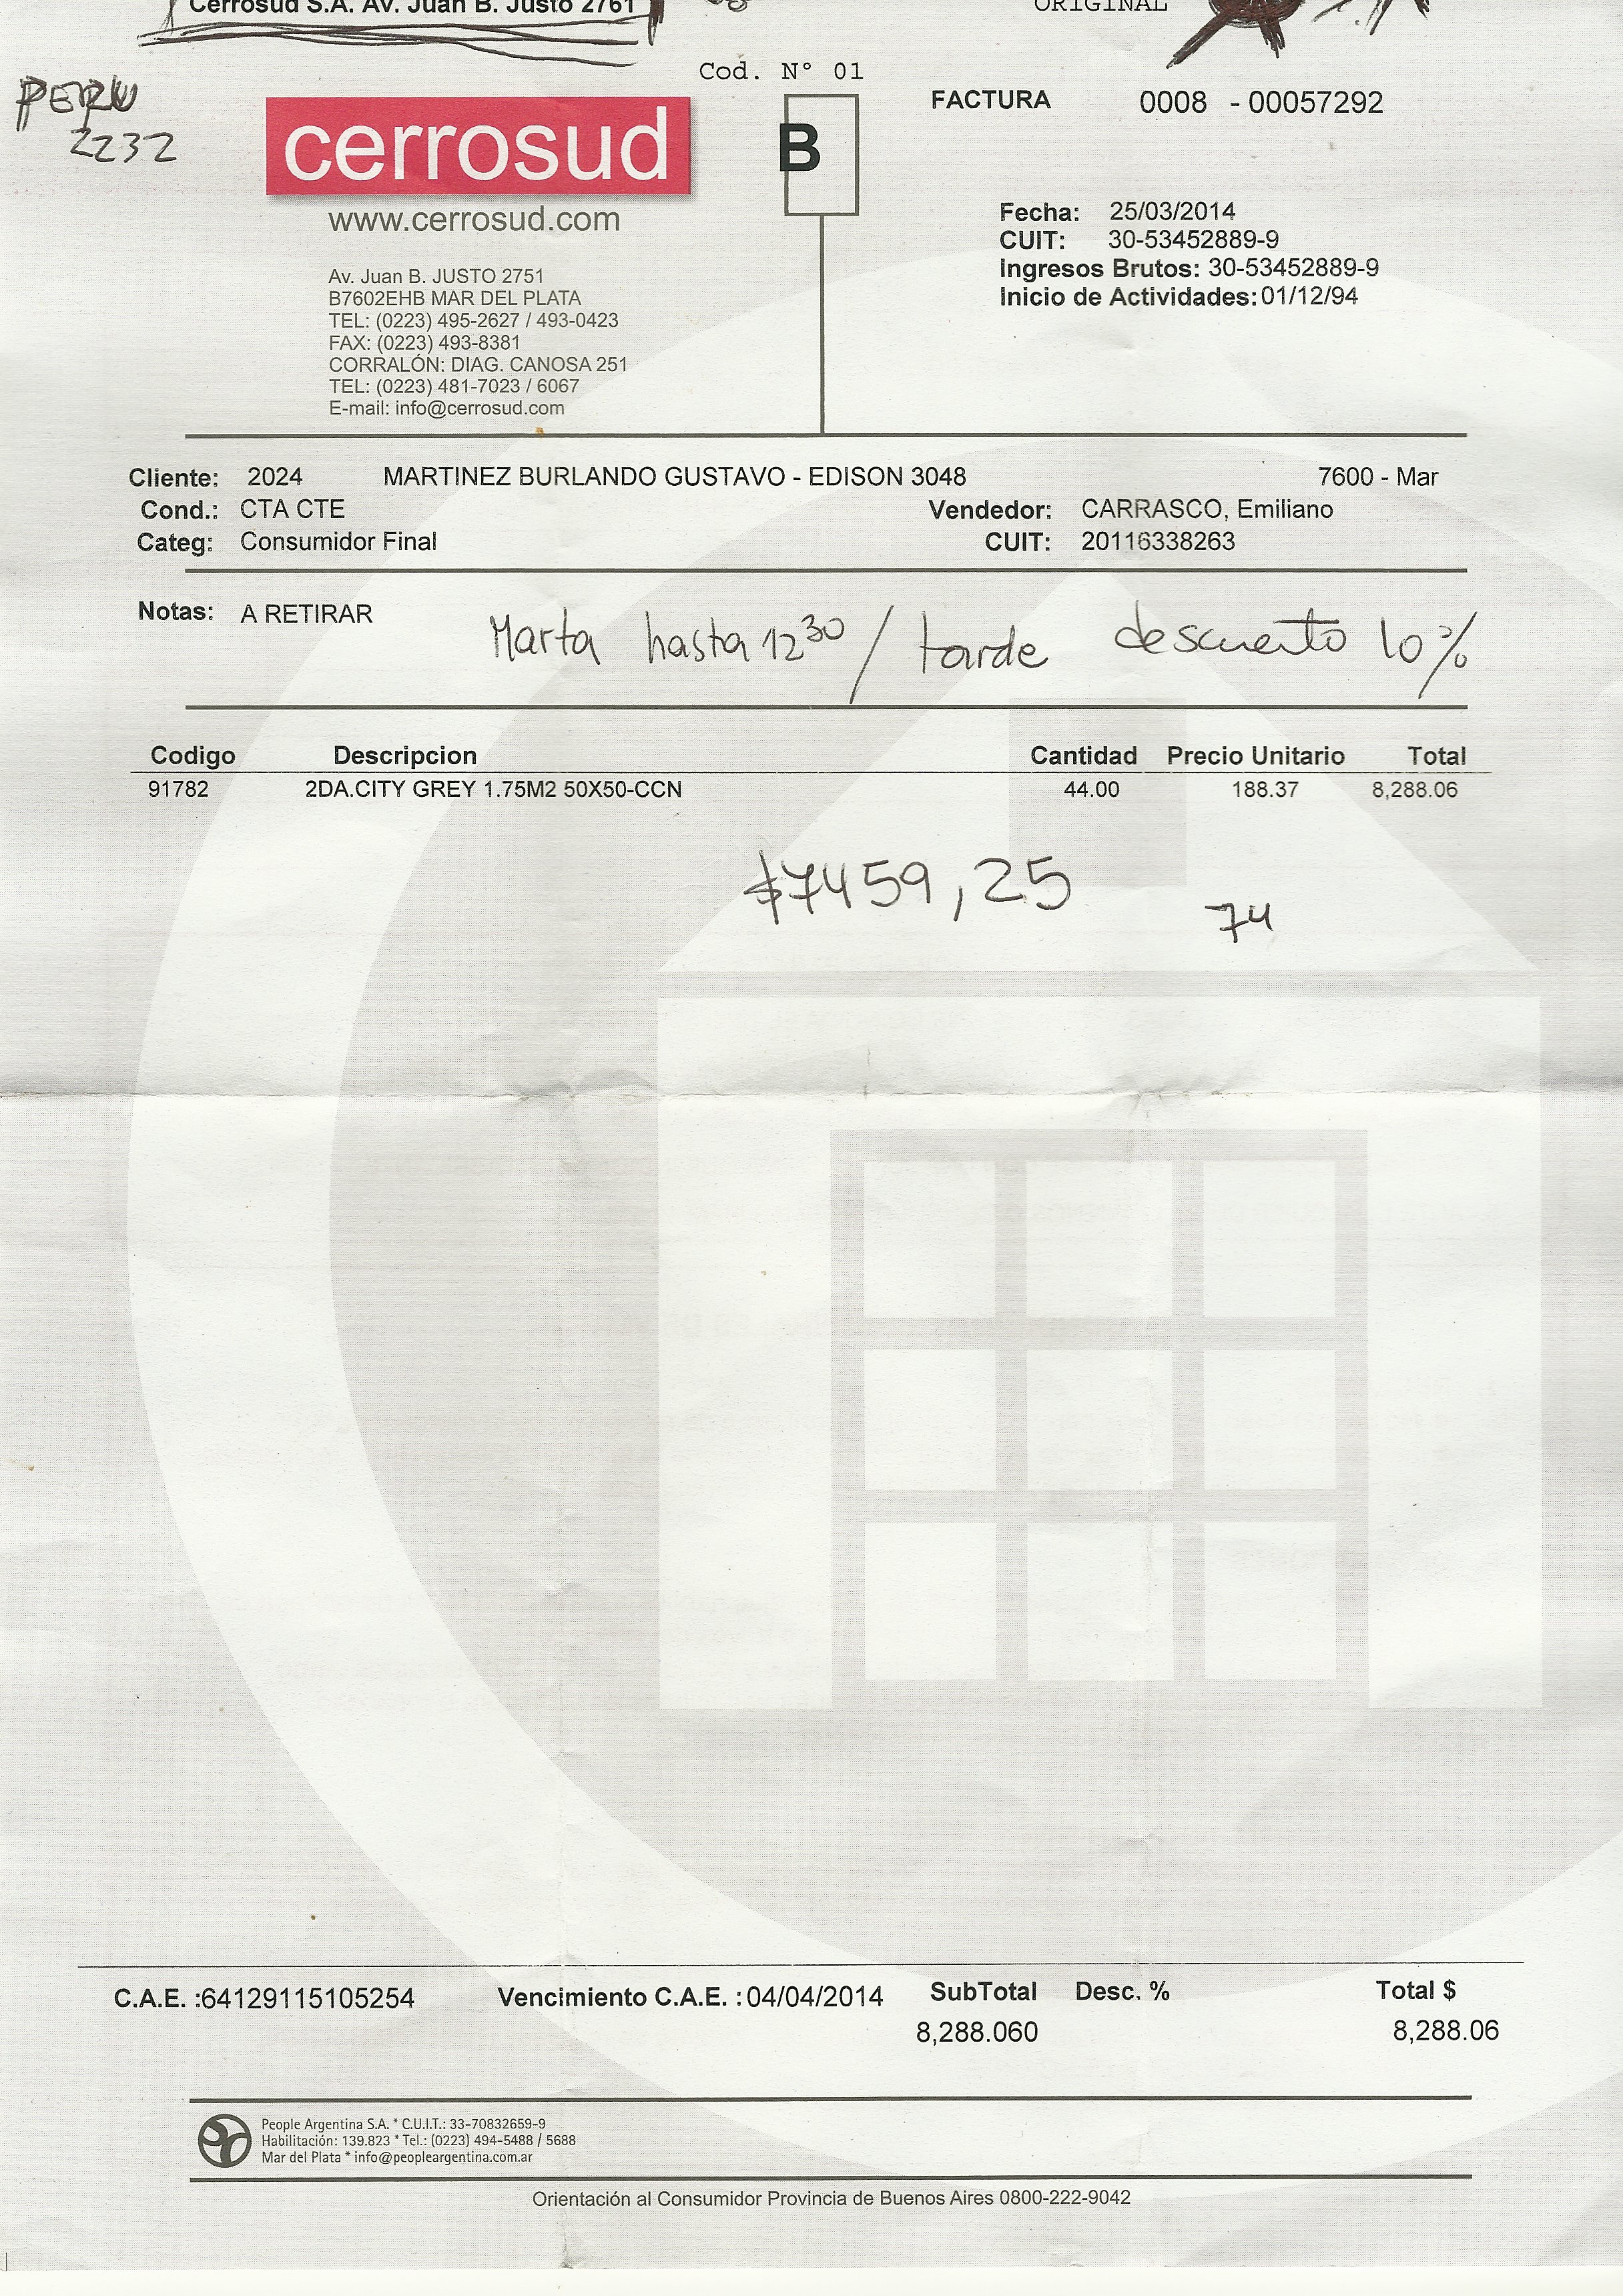 Cerrosud S.A. Av. Juan B. Justo 2761
ORIGINAL
Cod. N° 01
PERU
2232
cerrosud
www.cerrosud.com
B
FACTURA 0008 - 00057292
Fecha: 25/03/2014
CUIT: 30-53452889-9
Ingresos Brutos: 30-53452889-9
Inicio de Actividades: 01/12/94
Av. Juan B. JUSTO 2751
B7602EHB MAR DEL PLATA
TEL: (0223) 495-2627 / 493-0423
FAX: (0223) 493-8381
CORRALÓN: DIAG. CANOSA 251
TEL: (0223) 481-7023 / 6067
E-mail: info@cerrosud.com
Cliente: 2024 MARTINEZ BURLANDO GUSTAVO - EDISON 3048 7600 - Mar
Cond.: CTA CTE Vendedor: CARRASCO, Emiliano
Categ: Consumidor Final CUIT: 20116338263
Notas: A RETIRAR
Marta hasta 12 30 / tarde descuento 10%
Codigo Descripcion Cantidad Precio Unitario Total
91782 2DA.CITY GREY 1.75M2 50X50-CCN 44.00 188.37 8,288.06
$7459,25
74
C.A.E. :64129115105254 Vencimiento C.A.E. : 04/04/2014 SubTotal Desc. % Total $
8,288.060 8,288.06
People Argentina S.A. * C.U.I.T.: 33-70832659-9
Habilitación: 139.823 * Tel.: (0223) 494-5488 / 5688
Mar del Plata * info@peopleargentina.com.ar
Orientación al Consumidor Provincia de Buenos Aires 0800-222-9042